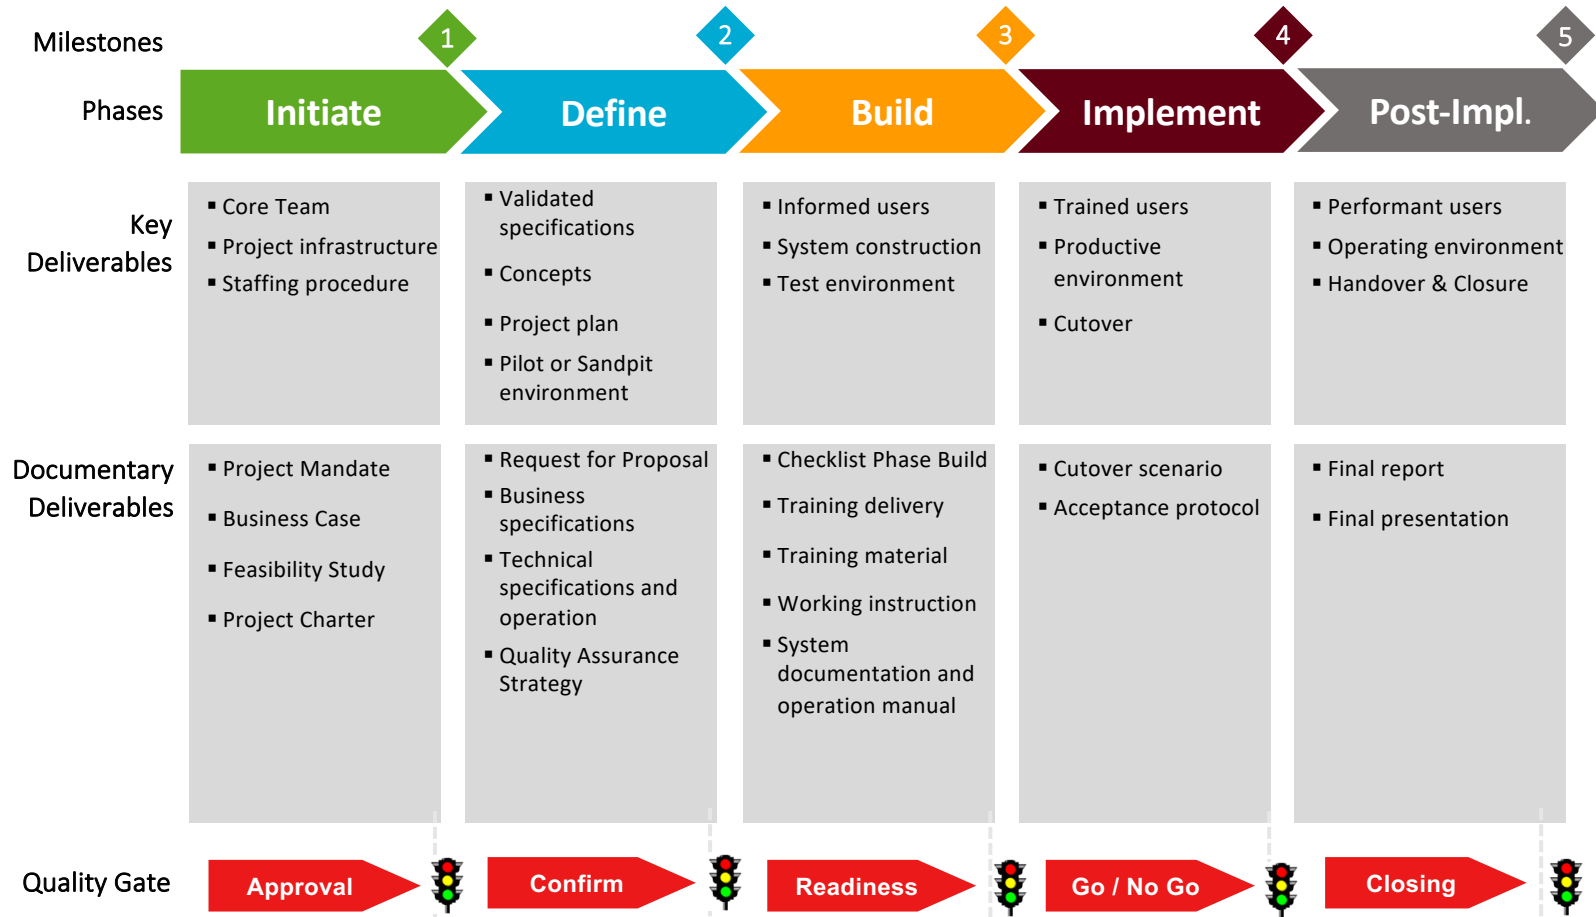 Milestones
1
2
3
4
5
Phases
Initiate
Define
Build
Implement
Post-Impl.
Key
Deliverables
▪ Core Team
▪ Project infrastructure
▪ Staffing procedure
▪ Validated
specifications
▪ Concepts
▪ Project plan
▪ Pilot or Sandpit
environment
▪ Informed users
▪ System construction
▪ Test environment
▪ Trained users
▪ Productive
environment
▪ Cutover
▪ Performant users
▪ Operating environment
▪ Handover & Closure
Documentary
Deliverables
▪ Project Mandate
▪ Business Case
▪ Feasibility Study
▪ Project Charter
▪ Request for Proposal
▪ Business
specifications
▪ Technical
specifications and
operation
▪ Quality Assurance
Strategy
▪ Checklist Phase Build
▪ Training delivery
▪ Training material
▪ Working instruction
▪ System
documentation and
operation manual
▪ Cutover scenario
▪ Acceptance protocol
▪ Final report
▪ Final presentation
Quality Gate
Approval
Confirm
Readiness
Go / No Go
Closing